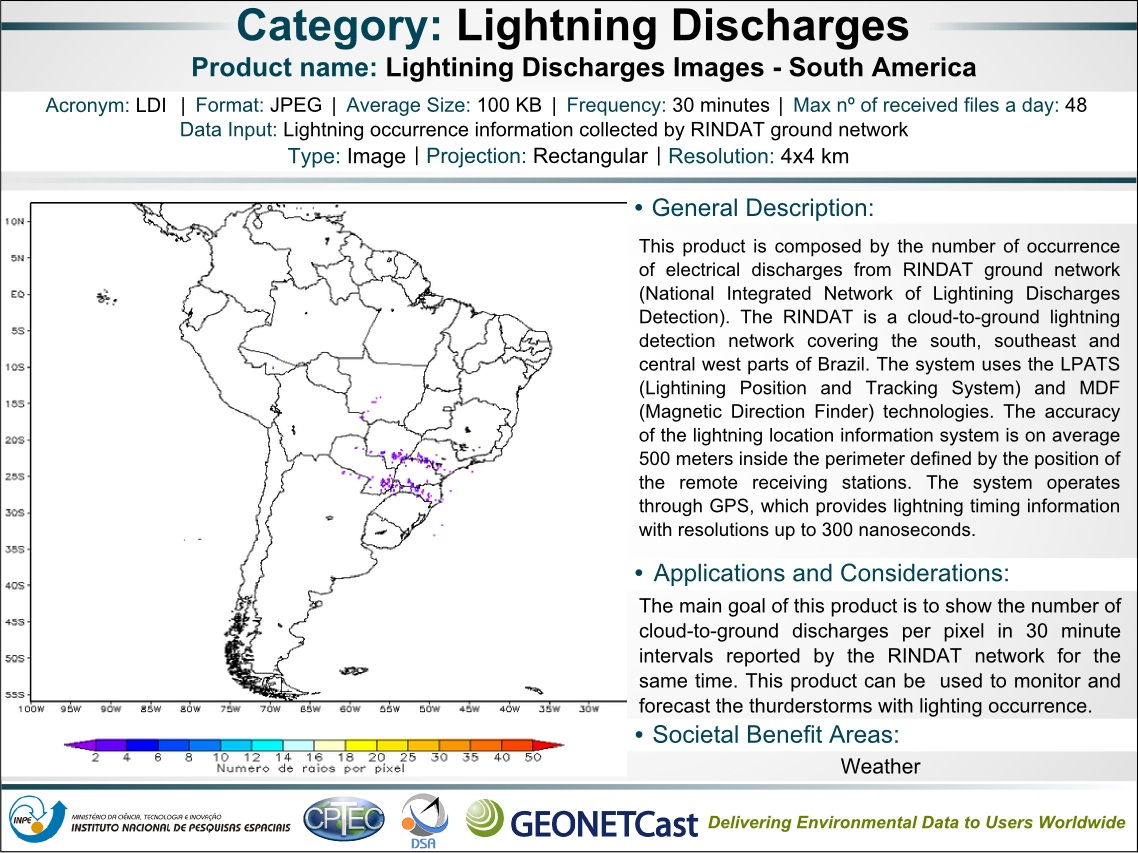 Category: Lightning Discharges
Product name: Lightining Discharges Images - South America
Acronym: LDI | Format: JPEG | Average Size: 100 KB | Frequency: 30 minutes | Max nº of received files a day: 48
Data Input: Lightning occurrence information collected by RINDAT ground network
Type: Image | Projection: Rectangular | Resolution: 4x4 km
10N
5N
EQ
5S
10S
15S
20S
25S
30S
35S
40S
45S
50S
55S
100W 95W 90W 85W 80W 75W 70W 65W 60W 55W 50W 45W 40W 35W 30W
2 4 6 8 10 12 14 16 18 20 25 30 35 40 50
Numero de raios por pixel
• General Description:
This product is composed by the number of occurrence
of electrical discharges from RINDAT ground network
(National Integrated Network of Lightining Discharges
Detection). The RINDAT is a cloud-to-ground lightning
detection network covering the south, southeast and
central west parts of Brazil. The system uses the LPATS
(Lightining Position and Tracking System) and MDF
(Magnetic Direction Finder) technologies. The accuracy
of the lightning location information system is on average
500 meters inside the perimeter defined by the position of
the remote receiving stations. The system operates
through GPS, which provides lightning timing information
with resolutions up to 300 nanoseconds.
• Applications and Considerations:
The main goal of this product is to show the number of
cloud-to-ground discharges per pixel in 30 minute
intervals reported by the RINDAT network for the
same time. This product can be used to monitor and
forecast the thurderstorms with lighting occurrence.
• Societal Benefit Areas:
Weather
INPE
MINISTÉRIO DA CIÊNCIA, TECNOLOGIA E INOVAÇÃO
INSTITUTO NACIONAL DE PESQUISAS ESPACIAIS
CPTEC
DSA
GEONETCast
Delivering Environmental Data to Users Worldwide